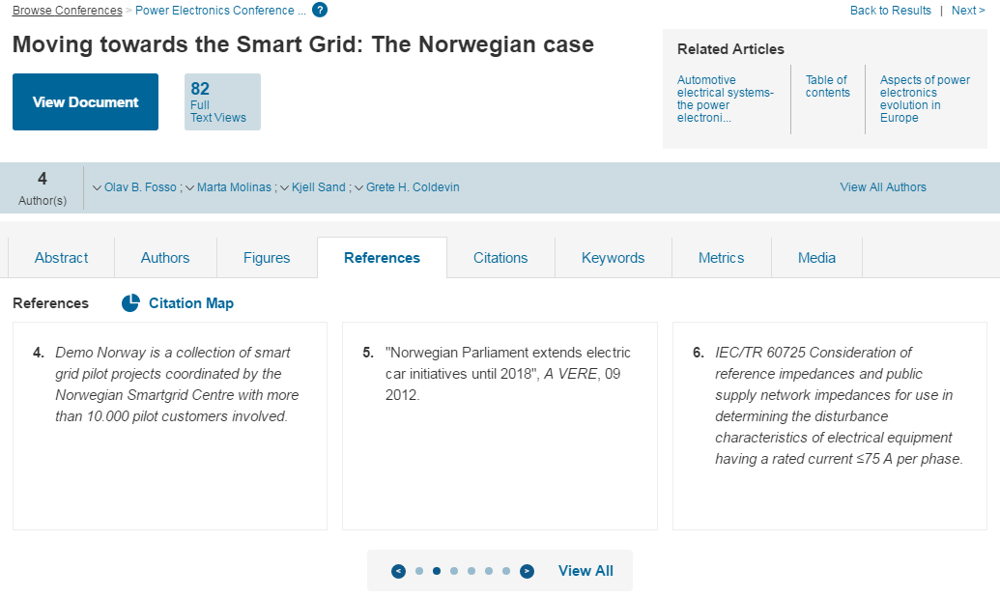 Browse Conferences > Power Electronics Conference ... ?
Back to Results | Next >
Moving towards the Smart Grid: The Norwegian case
View Document
82
Full
Text Views
Related Articles
Automotive
electrical systems-
the power
electroni...
Table of
contents
Aspects of power
electronics
evolution in
Europe
4
Author(s)
Olav B. Fosso ; Marta Molinas ; Kjell Sand ; Grete H. Coldevin
View All Authors
Abstract Authors Figures References Citations Keywords Metrics Media
References Citation Map
4. Demo Norway is a collection of smart
grid pilot projects coordinated by the
Norwegian Smartgrid Centre with more
than 10.000 pilot customers involved.
5. "Norwegian Parliament extends electric
car initiatives until 2018", A VERE, 09
2012.
6. IEC/TR 60725 Consideration of
reference impedances and public
supply network impedances for use in
determining the disturbance
characteristics of electrical equipment
having a rated current ≤75 A per phase.
< > View All